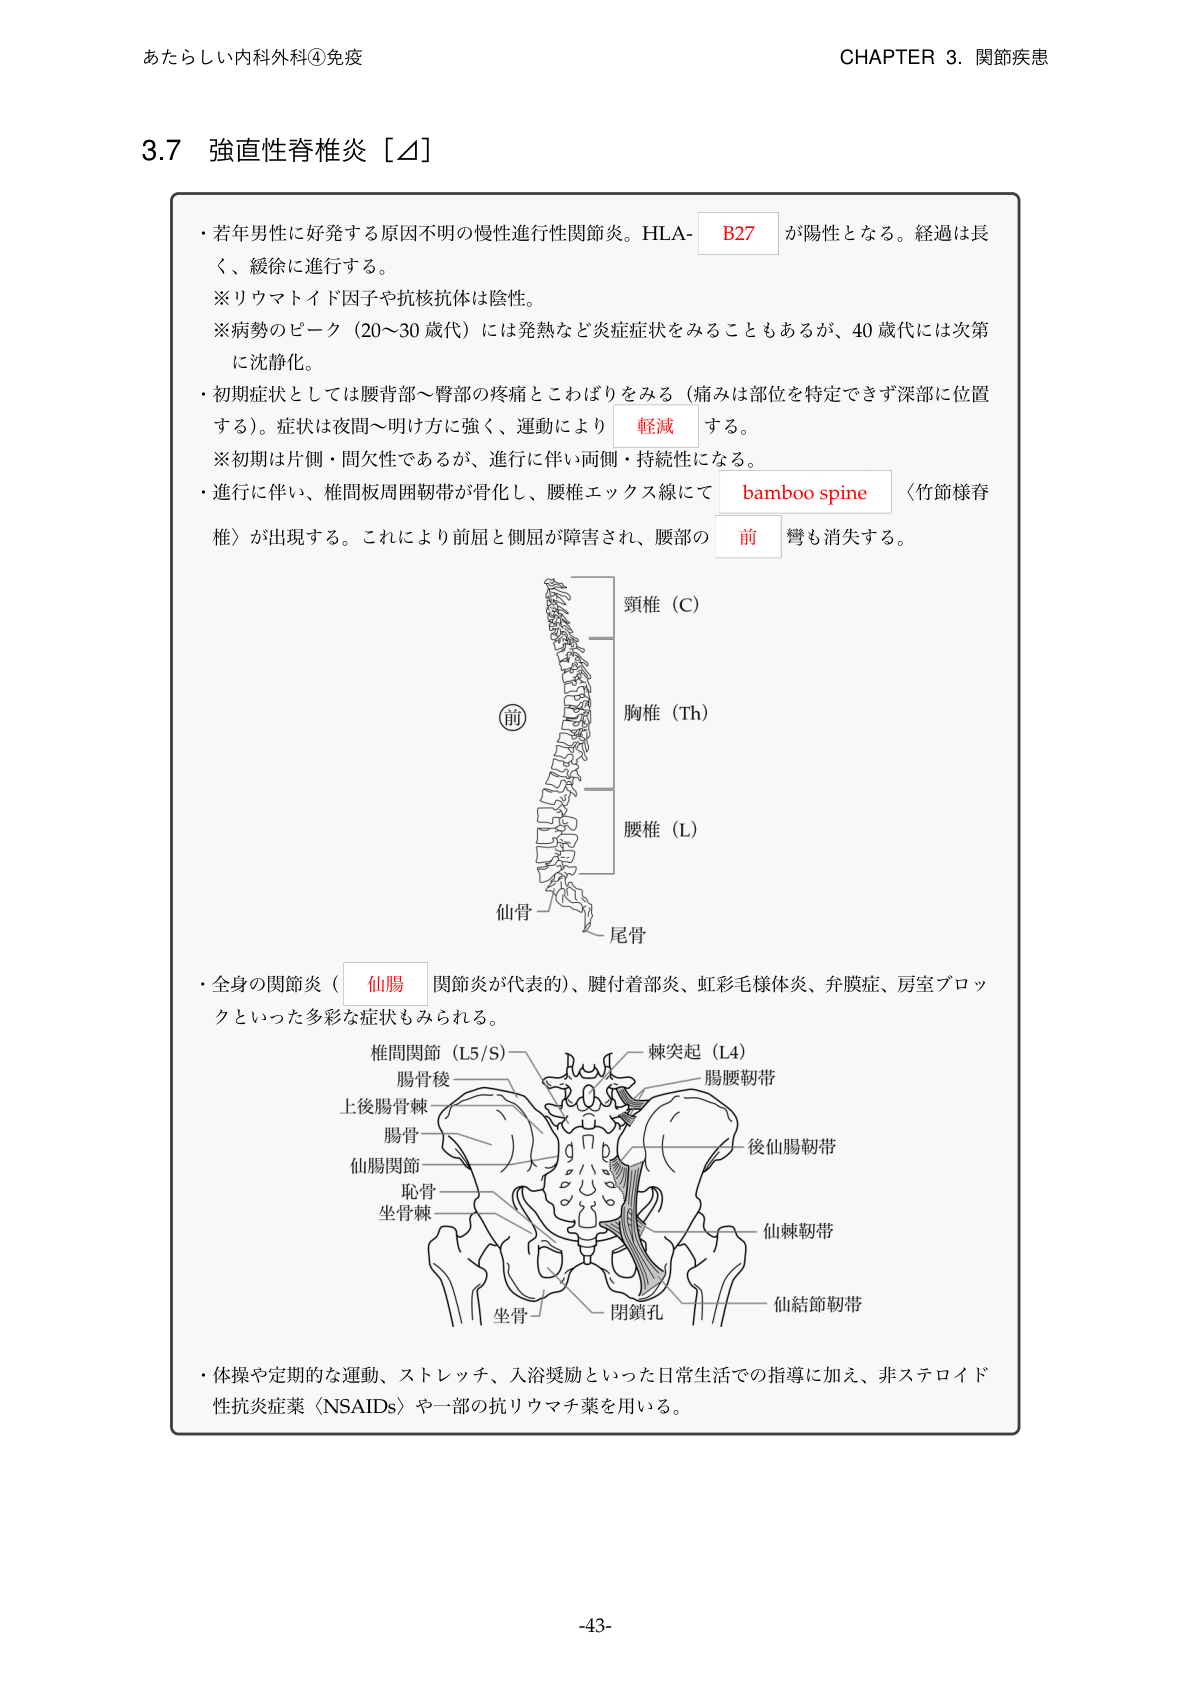 あたらしい内科外科④免疫
CHAPTER 3. 関節疾患
3.7 強直性脊椎炎［⊿］
・若年男性に好発する原因不明の慢性進行性関節炎。HLA- B27 が陽性となる。経過は長
く、緩徐に進行する。
※リウマトイド因子や抗核抗体は陰性。
※病勢のピーク（20〜30 歳代）には発熱など炎症症状をみることもあるが、40 歳代には次第
に沈静化。
・初期症状としては腰背部〜臀部の疼痛とこわばりをみる（痛みは部位を特定できず深部に位置
する）。症状は夜間〜明け方に強く、運動により 軽減 する。
※初期は片側・間欠性であるが、進行に伴い両側・持続性になる。
・進行に伴い、椎間板周囲靭帯が骨化し、腰椎エックス線にて bamboo spine 〈竹節様脊
椎〉が出現する。これにより前屈と側屈が障害され、腰部の 前 彎も消失する。
頸椎（C）
胸椎（Th）
前
腰椎（L）
仙骨
尾骨
・全身の関節炎（ 仙腸 関節炎が代表的）、腱付着部炎、虹彩毛様体炎、弁膜症、房室ブロッ
クといった多彩な症状もみられる。
椎間関節（L5/S）
棘突起（L4）
腸骨稜
腸腰靭帯
上後腸骨棘
腸骨
後仙腸靭帯
仙腸関節
恥骨
坐骨棘
仙棘靭帯
仙結節靭帯
坐骨
閉鎖孔
・体操や定期的な運動、ストレッチ、入浴奨励といった日常生活での指導に加え、非ステロイド
性抗炎症薬〈NSAIDs〉や一部の抗リウマチ薬を用いる。
-43-